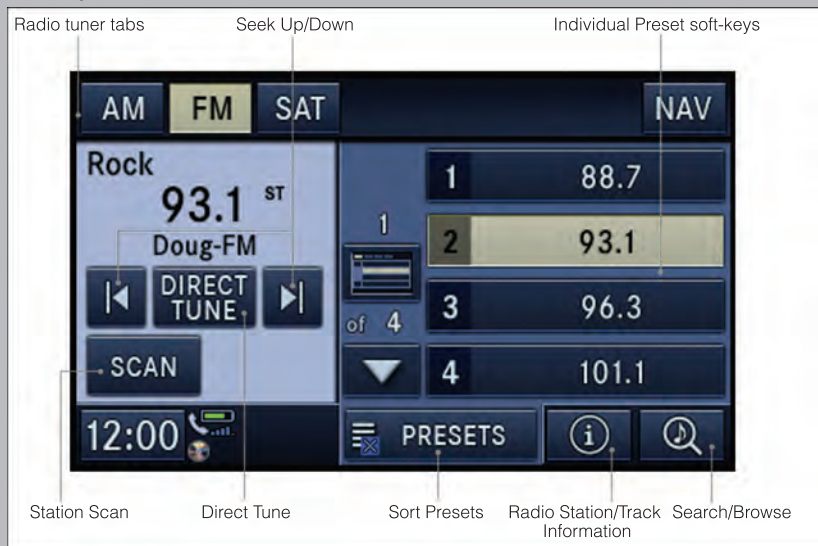 Radio tuner tabs
Seek Up/Down
Individual Preset soft-keys
AM
FM
SAT
NAV
Rock
93.1 ST
Doug-FM
DIRECT
TUNE
SCAN
12:00
1
of 4
1 88.7
2 93.1
3 96.3
4 101.1
PRESETS
i
Station Scan
Direct Tune
Sort Presets
Radio Station/Track
Information
Search/Browse